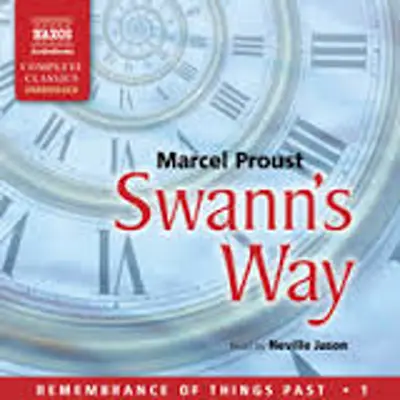 NAXOS
AudioBooks
COMPLETE
CLASSICS
UNABRIDGED
Marcel Proust
Swann's
Way
Read by Neville Jason
REMEMBRANCE OF THINGS PAST • 1